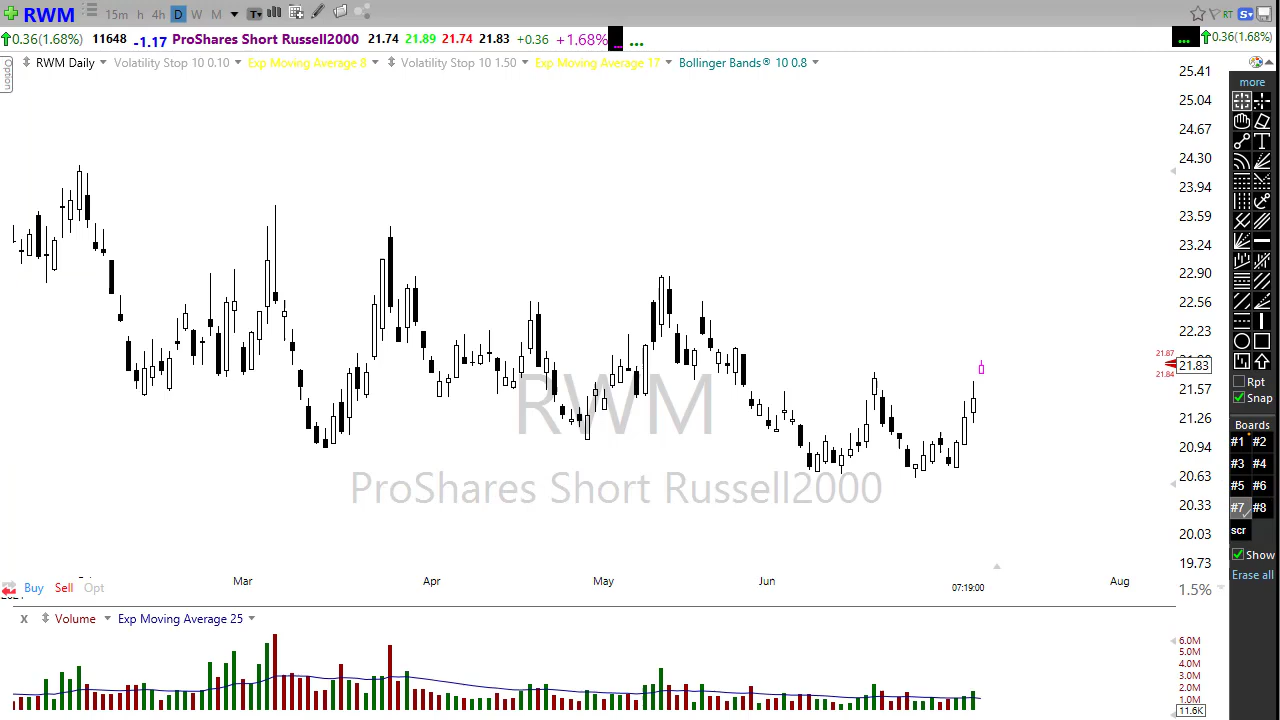 RWM 15m h 4h D W M T RT S
0.36(1.68%) 11648 -1.17 ProShares Short Russell2000 21.74 21.89 21.74 21.83 +0.36 +1.68% ... ... ... 0.36(1.68%)
RWM Daily Volatility Stop 10 0.10 Exp Moving Average 8 Volatility Stop 10 1.50 Exp Moving Average 17 Bollinger Bands® 10 0.8
Option
25.41
25.04
24.67
24.30
23.94
23.59
23.24
22.90
22.56
22.23
21.87
21.83
21.84
21.57
21.26
20.94
20.63
20.33
20.03
19.73
RWM
ProShares Short Russell2000
Mar Apr May Jun 07:19:00 Aug
Buy Sell Opt 1.5%
X Volume Exp Moving Average 25
6.0M
5.0M
4.0M
3.0M
2.0M
1.0M
11.6K
more
Rpt
Snap
Boards
#1 #2
#3 #4
#5 #6
#7 #8
scr
Show
Erase all